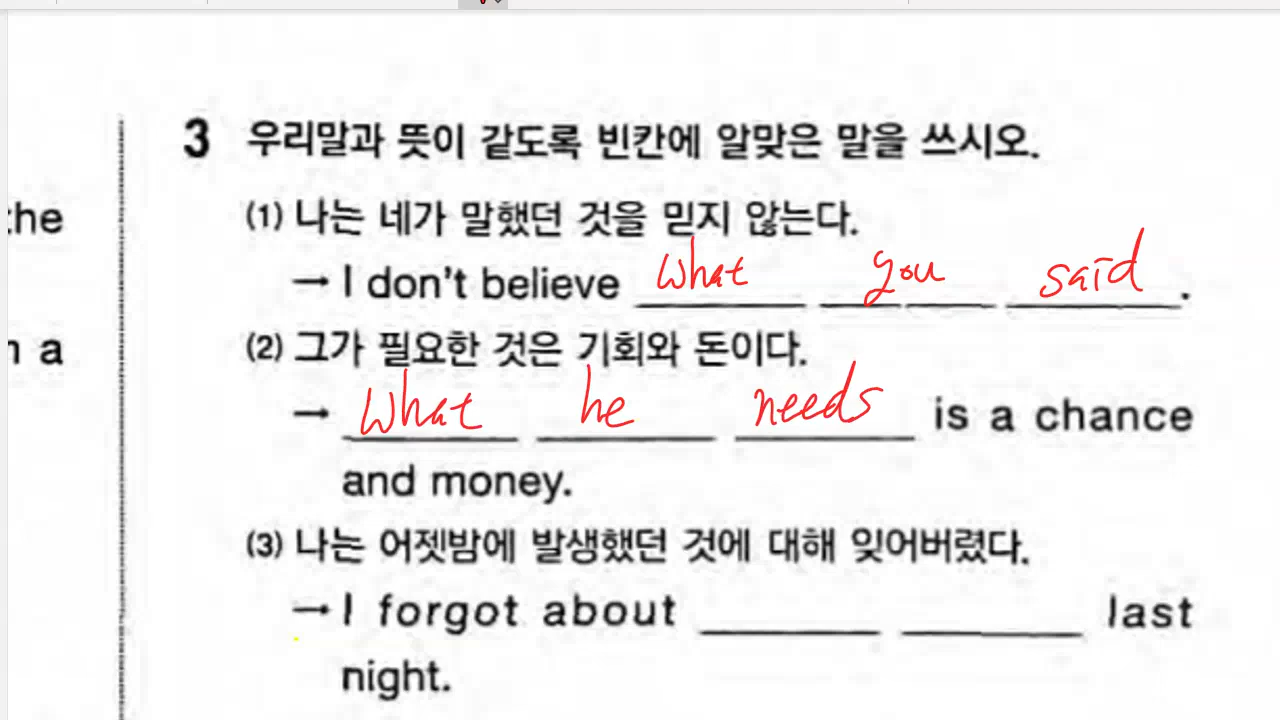 3 우리말과 뜻이 같도록 빈칸에 알맞은 말을 쓰시오.
(1) 나는 네가 말했던 것을 믿지 않는다.
he
→ I don't believe what you said.
(2) 그가 필요한 것은 기회와 돈이다.
a
→ What he needs is a chance
and money.
(3) 나는 어젯밤에 발생했던 것에 대해 잊어버렸다.
→ I forgot about ____ ____ last
night.